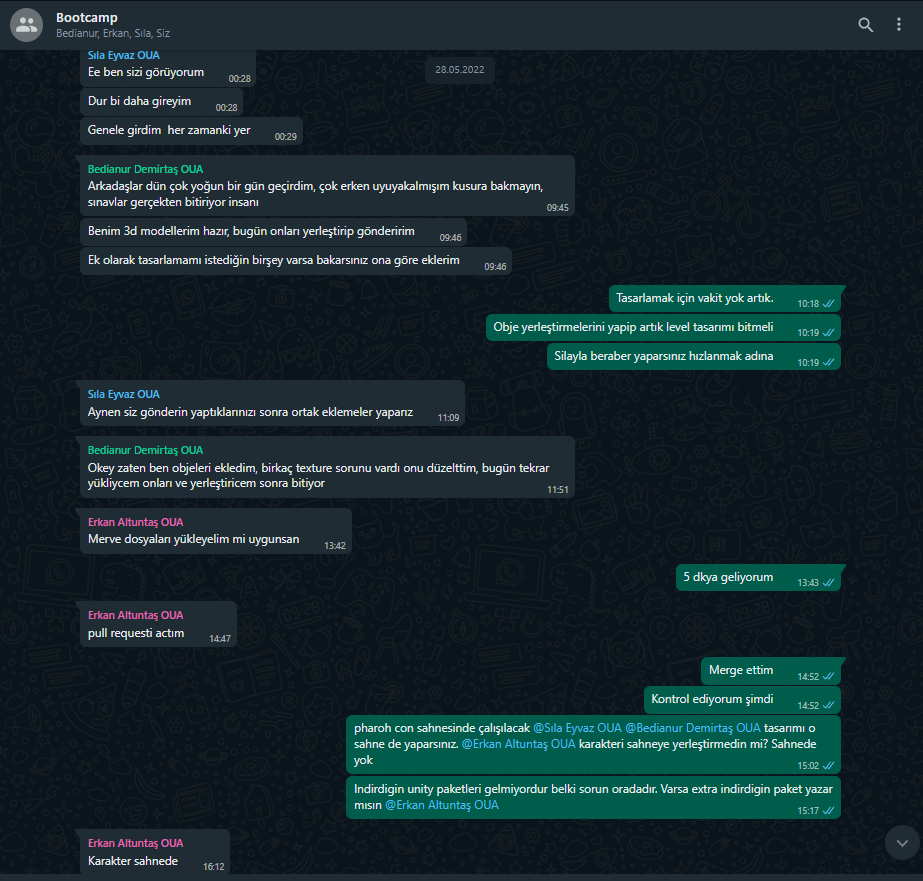 Bootcamp
Bedianur, Erkan, Sıla, Siz
Sıla Eyvaz OUA
28.05.2022
Ee ben sizi görüyorum
00:28
Dur bi daha gireyim
00:28
Genele girdim her zamanki yer
00:29
Bedianur Demirtaş OUA
Arkadaşlar dün çok yoğun bir gün geçirdim, çok erken uyuyakalmışım kusura bakmayın,
sınavlar gerçekten bitiriyor insanı
09:45
Benim 3d modellerim hazır, bugün onları yerleştirip gönderirim
09:46
Ek olarak tasarlamamı istediğin birşey varsa bakarsınız ona göre eklerim
09:46
Tasarlamak için vakit yok artık.
10:18
Obje yerleştirmelerini yapıp artık level tasarımı bitmeli
10:19
Silayla beraber yaparsınız hızlanmak adına
10:19
Sıla Eyvaz OUA
Aynen siz gönderin yaptıklarınızı sonra ortak eklemeler yaparız
11:09
Bedianur Demirtaş OUA
Okey zaten ben objeleri ekledim, birkaç texture sorunu vardı onu düzelttim, bugün tekrar
yükliycem onları ve yerleştiricem sonra bitiyor
11:51
Erkan Altuntaş OUA
Merve dosyaları yükleyelim mi uygunsan
13:42
5 dkya geliyorum
13:43
Erkan Altuntaş OUA
pull requesti actım
14:47
Merge ettim
14:52
Kontrol ediyorum şimdi
14:52
pharoh con sahnesinde çalışılacak @Sıla Eyvaz OUA @Bedianur Demirtaş OUA tasarımı o
sahne de yaparsınız. @Erkan Altuntaş OUA karakteri sahneye yerleştirmedin mi? Sahnede
yok
15:02
Indirdigin unity paketleri gelmiyordur belki sorun oradadır. Varsa extra indirdigin paket yazar
mısın @Erkan Altuntaş OUA
15:17
Erkan Altuntaş OUA
Karakter sahnede
16:12